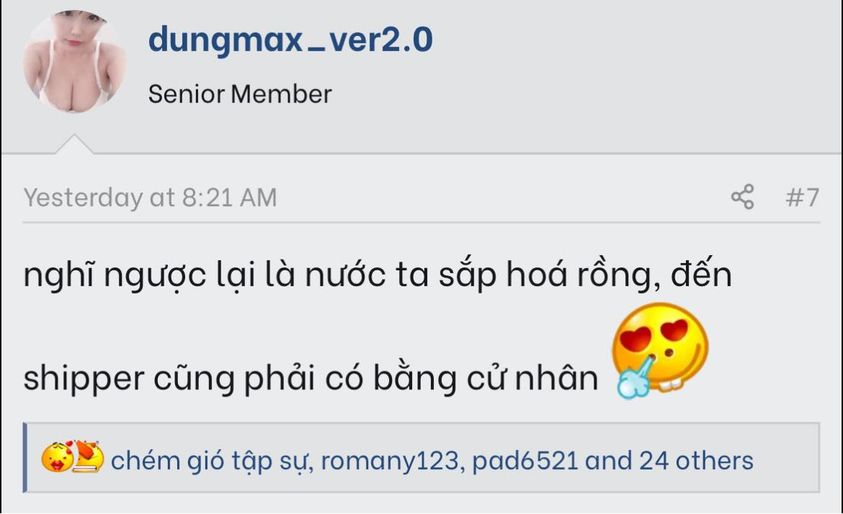 dungmax_ver2.0
Senior Member
Yesterday at 8:21 AM #7
nghĩ ngược lại là nước ta sắp hoá rồng, đến
shipper cũng phải có bằng cử nhân
chém gió tập sự, romany123, pad6521 and 24 others